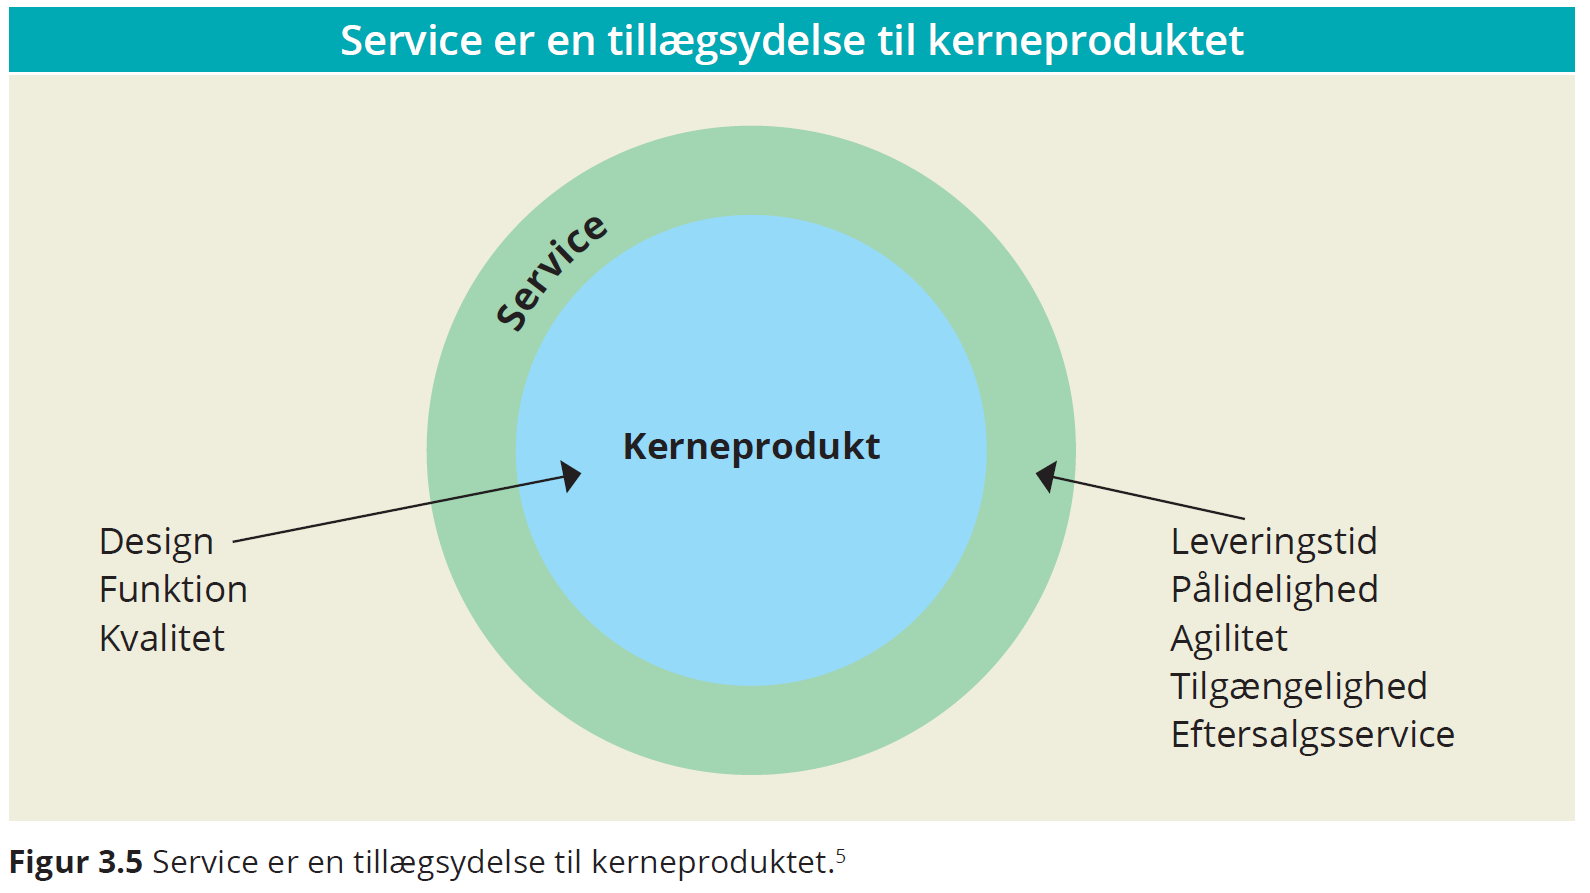 Service er en tillægsydelse til kerneproduktet
Service
Kerneprodukt
Design
Funktion
Kvalitet
Leveringstid
Pålidelighed
Agilitet
Tilgængelighed
Eftersalgsservice
Figur 3.5 Service er en tillægsydelse til kerneproduktet.⁵